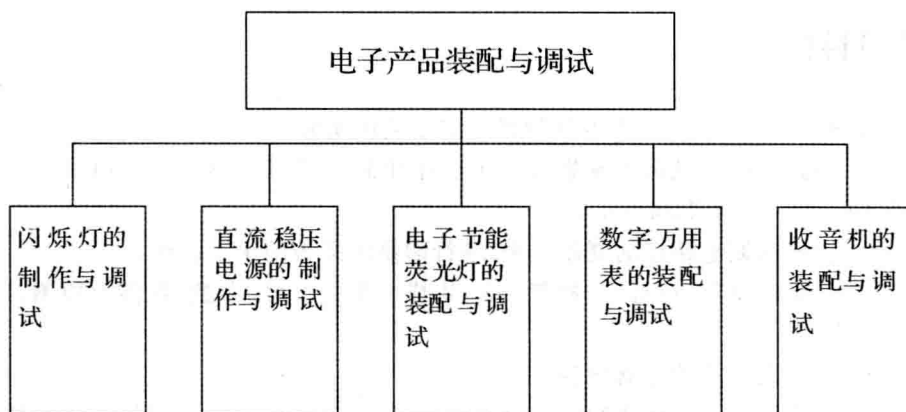 电子产品装配与调试
闪烁灯的
制作与调
试
直流稳压
电源的制
作与调试
电子节能
荧光灯的
装配与调
试
数字万用
表的装配
与调试
收音机的
装配与调
试